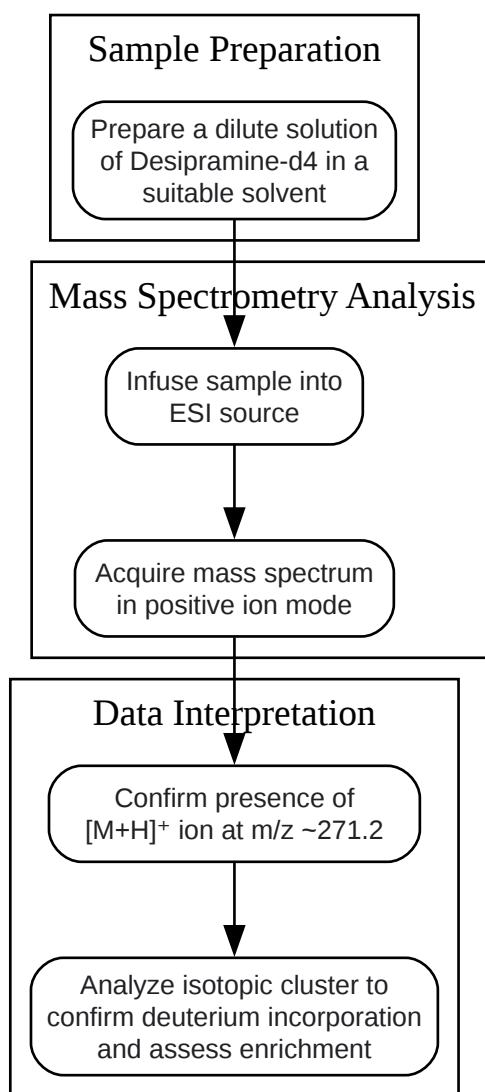 Sample Preparation
Prepare a dilute solution
of Desipramine-d4 in a
suitable solvent
Mass Spectrometry Analysis
Infuse sample into
ESI source
Acquire mass spectrum
in positive ion mode
Data Interpretation
Confirm presence of
[M+H]⁺ ion at m/z ~271.2
Analyze isotopic cluster to
confirm deuterium incorporation
and assess enrichment